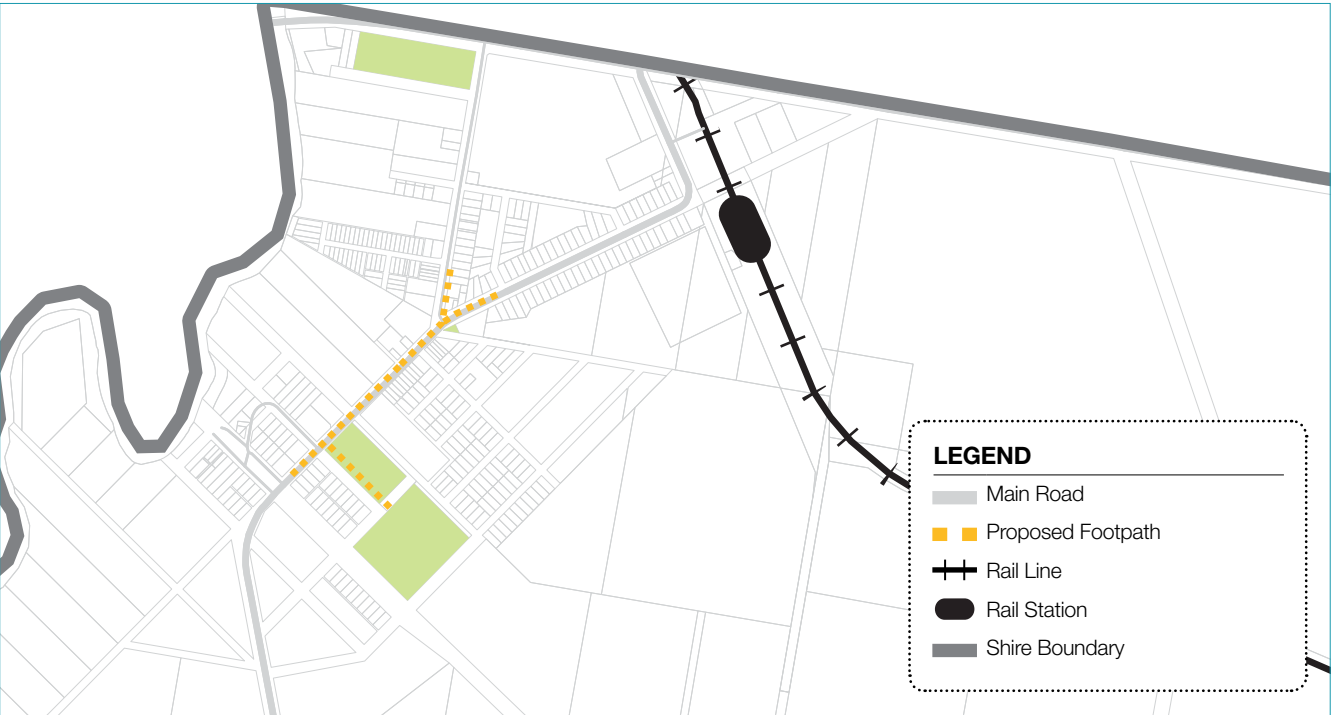 LEGEND
Main Road
Proposed Footpath
Rail Line
Rail Station
Shire Boundary